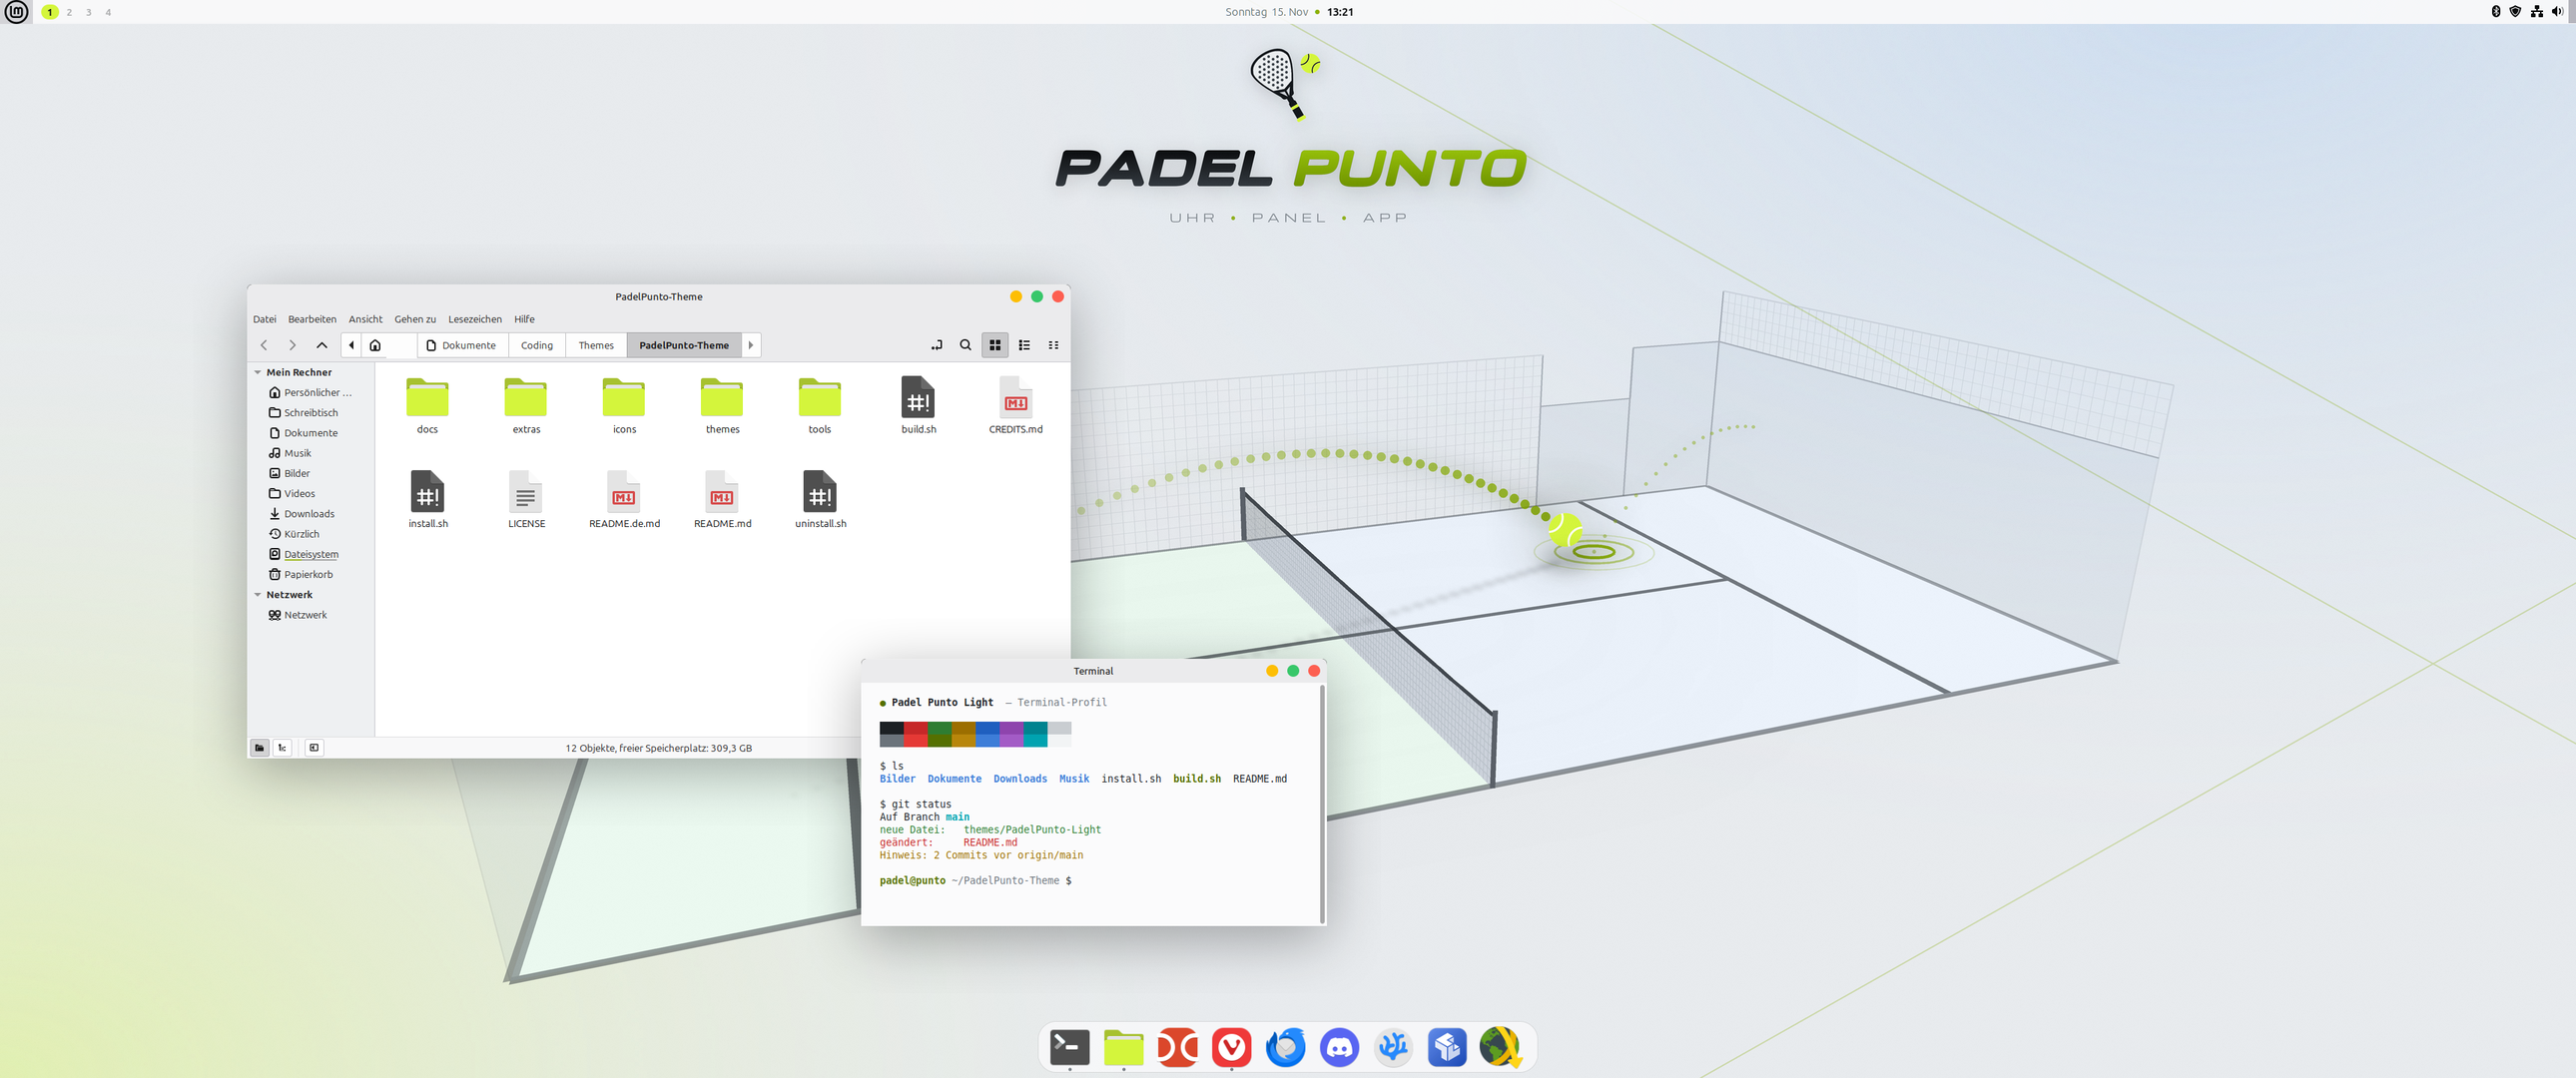 1 2 3 4
Sonntag 15. Nov • 13:21
PADEL PUNTO
UHR • PANEL • APP
PadelPunto-Theme
Datei Bearbeiten Ansicht Gehen zu Lesezeichen Hilfe
Dokumente Coding Themes PadelPunto-Theme
Mein Rechner
Persönlicher ...
Schreibtisch
Dokumente
Musik
Bilder
Videos
Downloads
Kürzlich
Dateisystem
Papierkorb
Netzwerk
Netzwerk
docs extras icons themes tools build.sh CREDITS.md
install.sh LICENSE README.de.md README.md uninstall.sh
12 Objekte, freier Speicherplatz: 309,3 GB
Terminal
● Padel Punto Light — Terminal-Profil
$ ls
Bilder Dokumente Downloads Musik install.sh build.sh README.md
$ git status
Auf Branch main
neue Datei: themes/PadelPunto-Light
geändert: README.md
Hinweis: 2 Commits vor origin/main
padel@punto ~/PadelPunto-Theme $